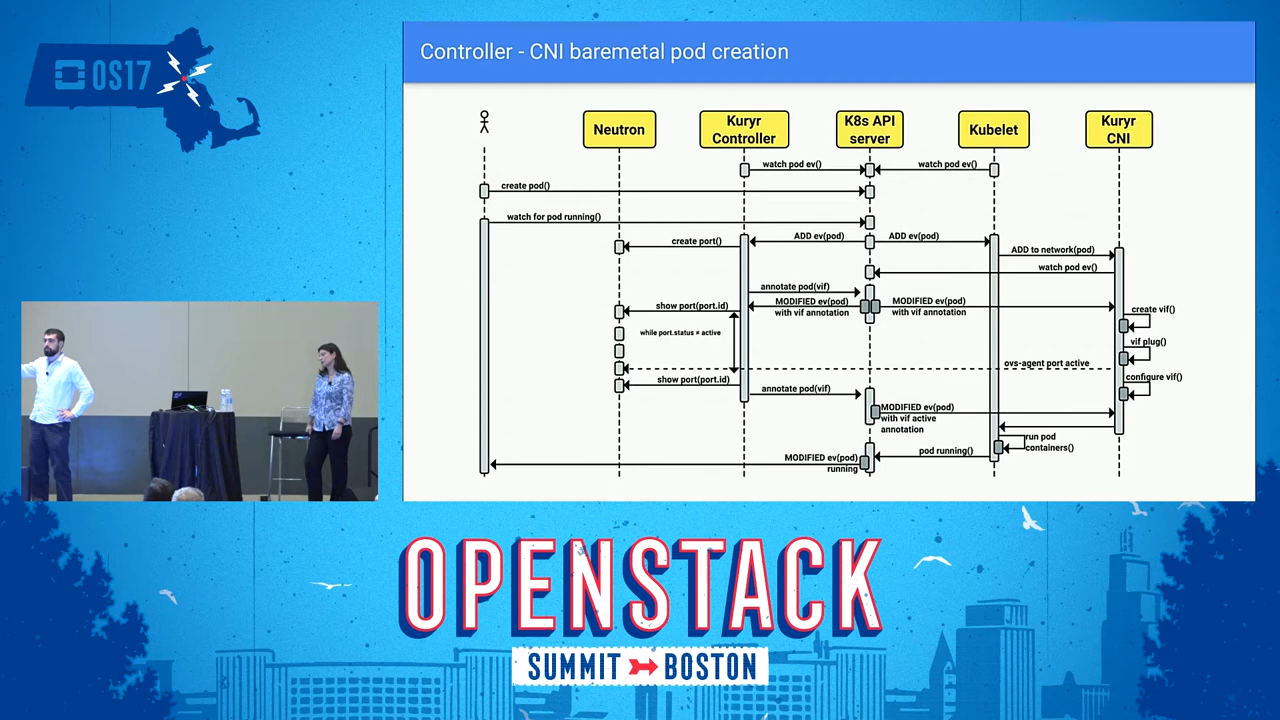 OS17
Controller - CNI baremetal pod creation
Neutron
Kuryr
Controller
K8s API
server
Kubelet
Kuryr
CNI
watch pod ev()
watch pod ev()
create pod()
watch for pod running()
ADD ev(pod)
ADD ev(pod)
create port()
ADD to network(pod)
watch pod ev()
annotate pod(vif)
show port(port.id)
MODIFIED ev(pod)
with vif annotation
MODIFIED ev(pod)
with vif annotation
create vif()
while port.status ≠ active
vif plug()
ovs-agent port active
configure vif()
show port(port.id)
annotate pod(vif)
MODIFIED ev(pod)
with vif active
annotation
run pod
containers()
pod running()
MODIFIED ev(pod)
running
OPENSTACK
SUMMIT BOSTON